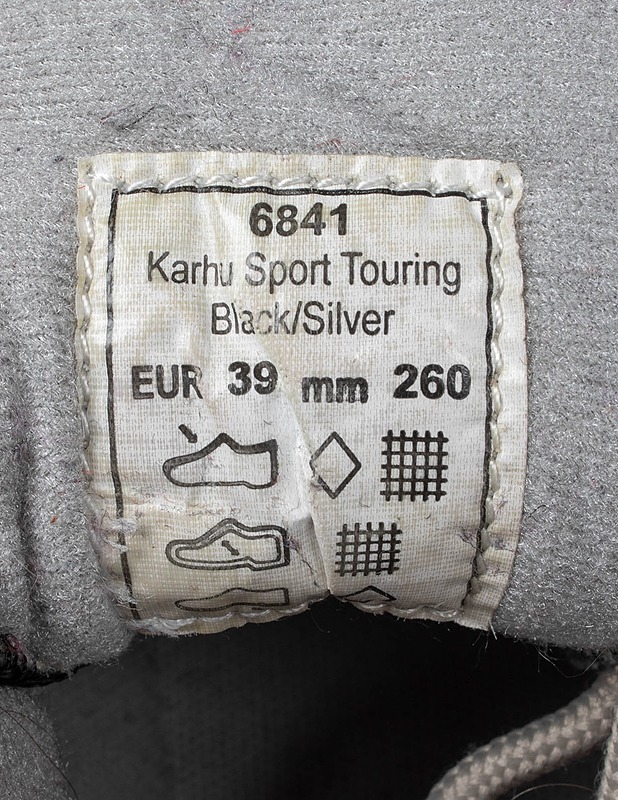 6841
Karhu Sport Touring
Black/Silver
EUR 39 mm 260